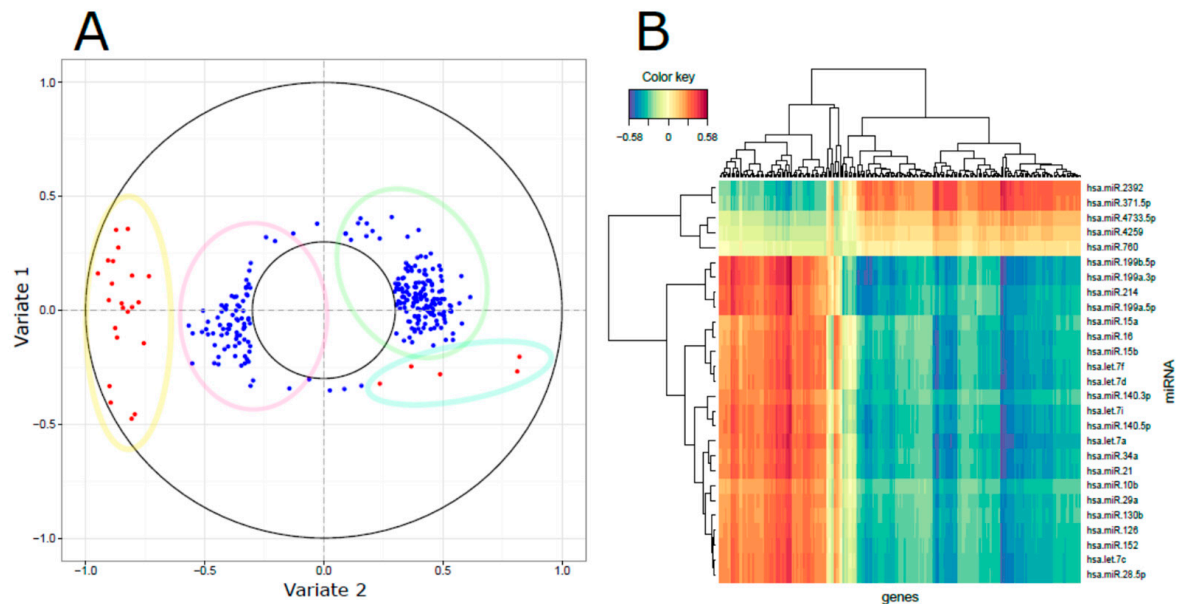 A
B
1.0
0.5
0.0
−0.5
−1.0
−1.0
−0.5
0.0
0.5
1.0
Variate 1
Variate 2
Color key
−0.58
0
0.58
hsa.miR.2392
hsa.miR.371.5p
hsa.miR.4733.5p
hsa.miR.4259
hsa.miR.760
hsa.miR.199b.5p
hsa.miR.199a.3p
hsa.miR.214
hsa.miR.199a.5p
hsa.miR.15a
hsa.miR.16
hsa.miR.15b
hsa.let.7f
hsa.let.7d
hsa.miR.140.3p
hsa.let.7i
hsa.miR.140.5p
hsa.let.7a
hsa.miR.34a
hsa.miR.21
hsa.miR.10b
hsa.miR.29a
hsa.miR.130b
hsa.miR.126
hsa.miR.152
hsa.let.7c
hsa.miR.28.5p
miRNA
genes